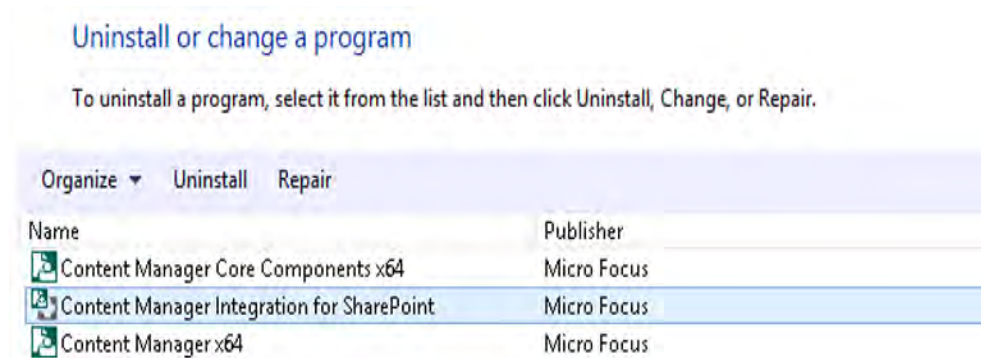 Uninstall or change a program
To uninstall a program, select it from the list and then click Uninstall, Change, or Repair.
Organize Uninstall Repair
Name Publisher
Content Manager Core Components x64 Micro Focus
Content Manager Integration for SharePoint Micro Focus
Content Manager x64 Micro Focus